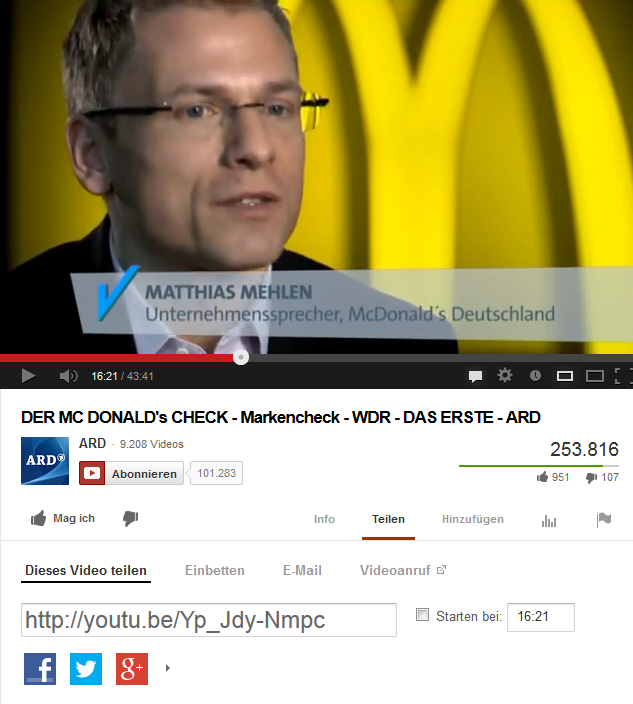 MATTHIAS MEHLEN
Unternehmenssprecher, McDonald´s Deutschland
16:21 / 43:41
DER MC DONALD's CHECK - Markencheck - WDR - DAS ERSTE - ARD
ARD
ARD · 9.208 Videos
253.816
Abonnieren 101.283
951 107
Mag ich
Info Teilen Hinzufügen
Dieses Video teilen Einbetten E-Mail Videoanruf
http://youtu.be/Yp_Jdy-Nmpc
Starten bei: 16:21
f g+